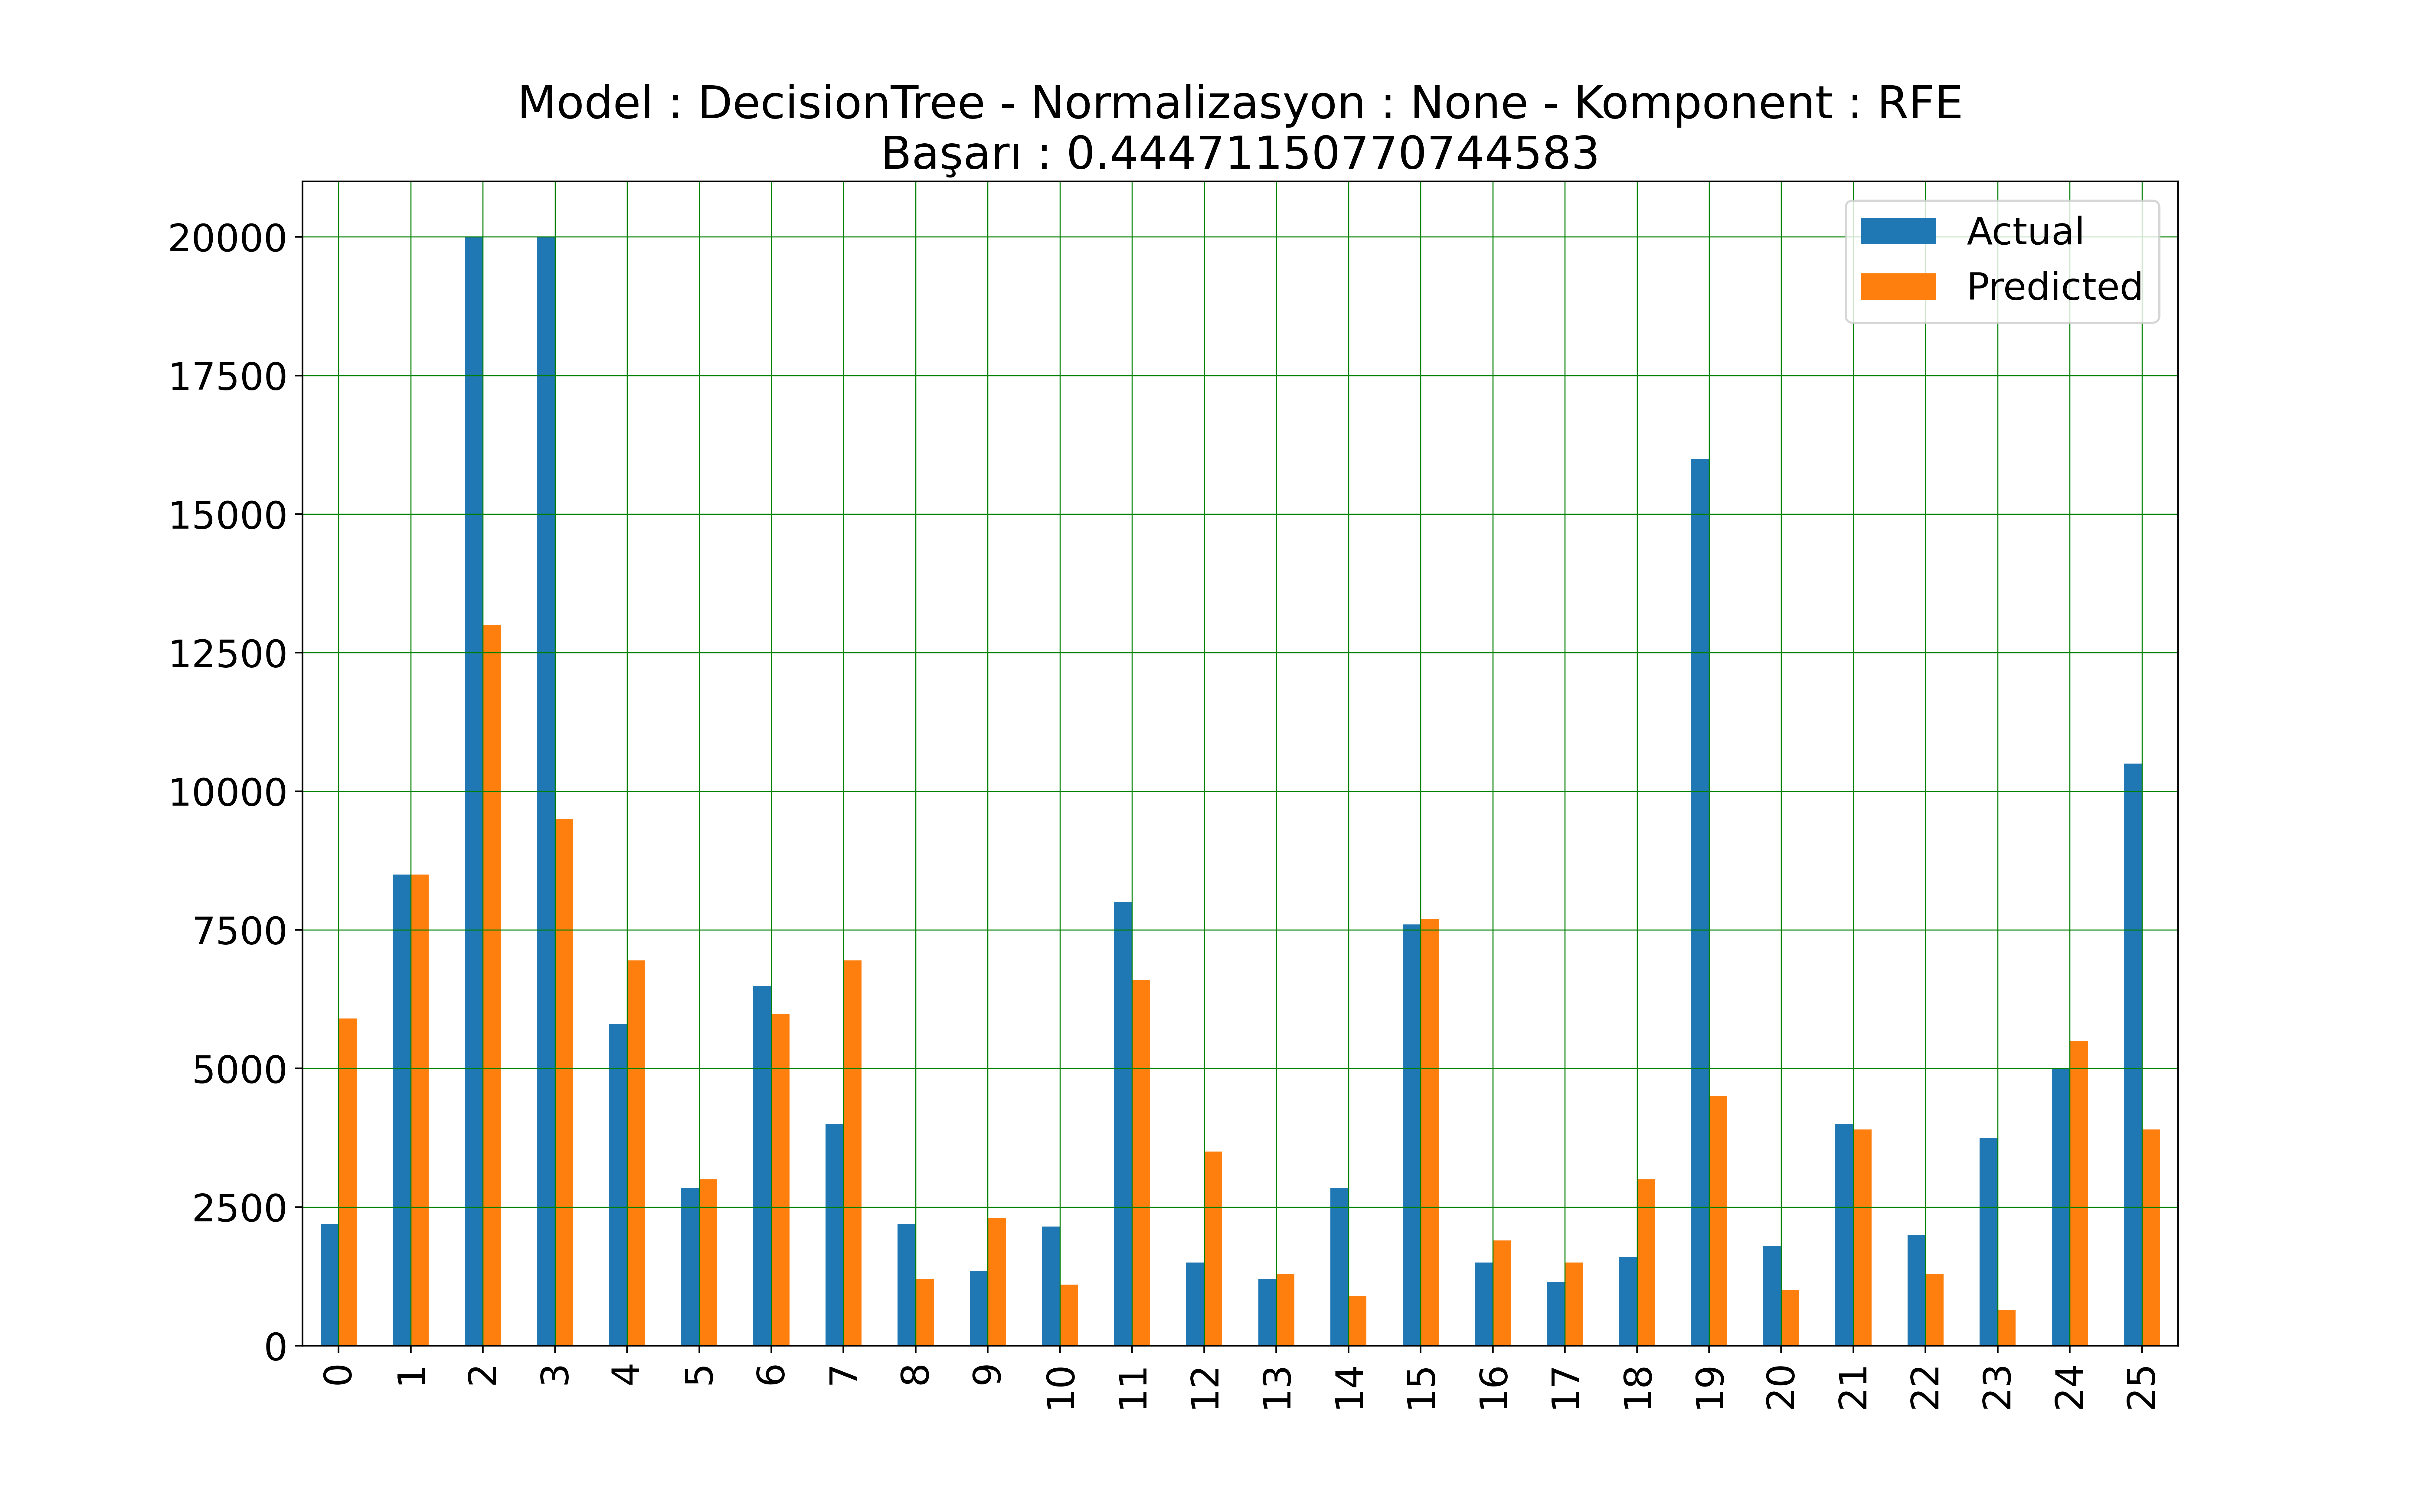 Model : DecisionTree - Normalizasyon : None - Komponent : RFE
Başarı : 0.44471150770744583
Actual
Predicted
20000
17500
15000
12500
10000
7500
5000
2500
0
0 1 2 3 4 5 6 7 8 9 10 11 12 13 14 15 16 17 18 19 20 21 22 23 24 25